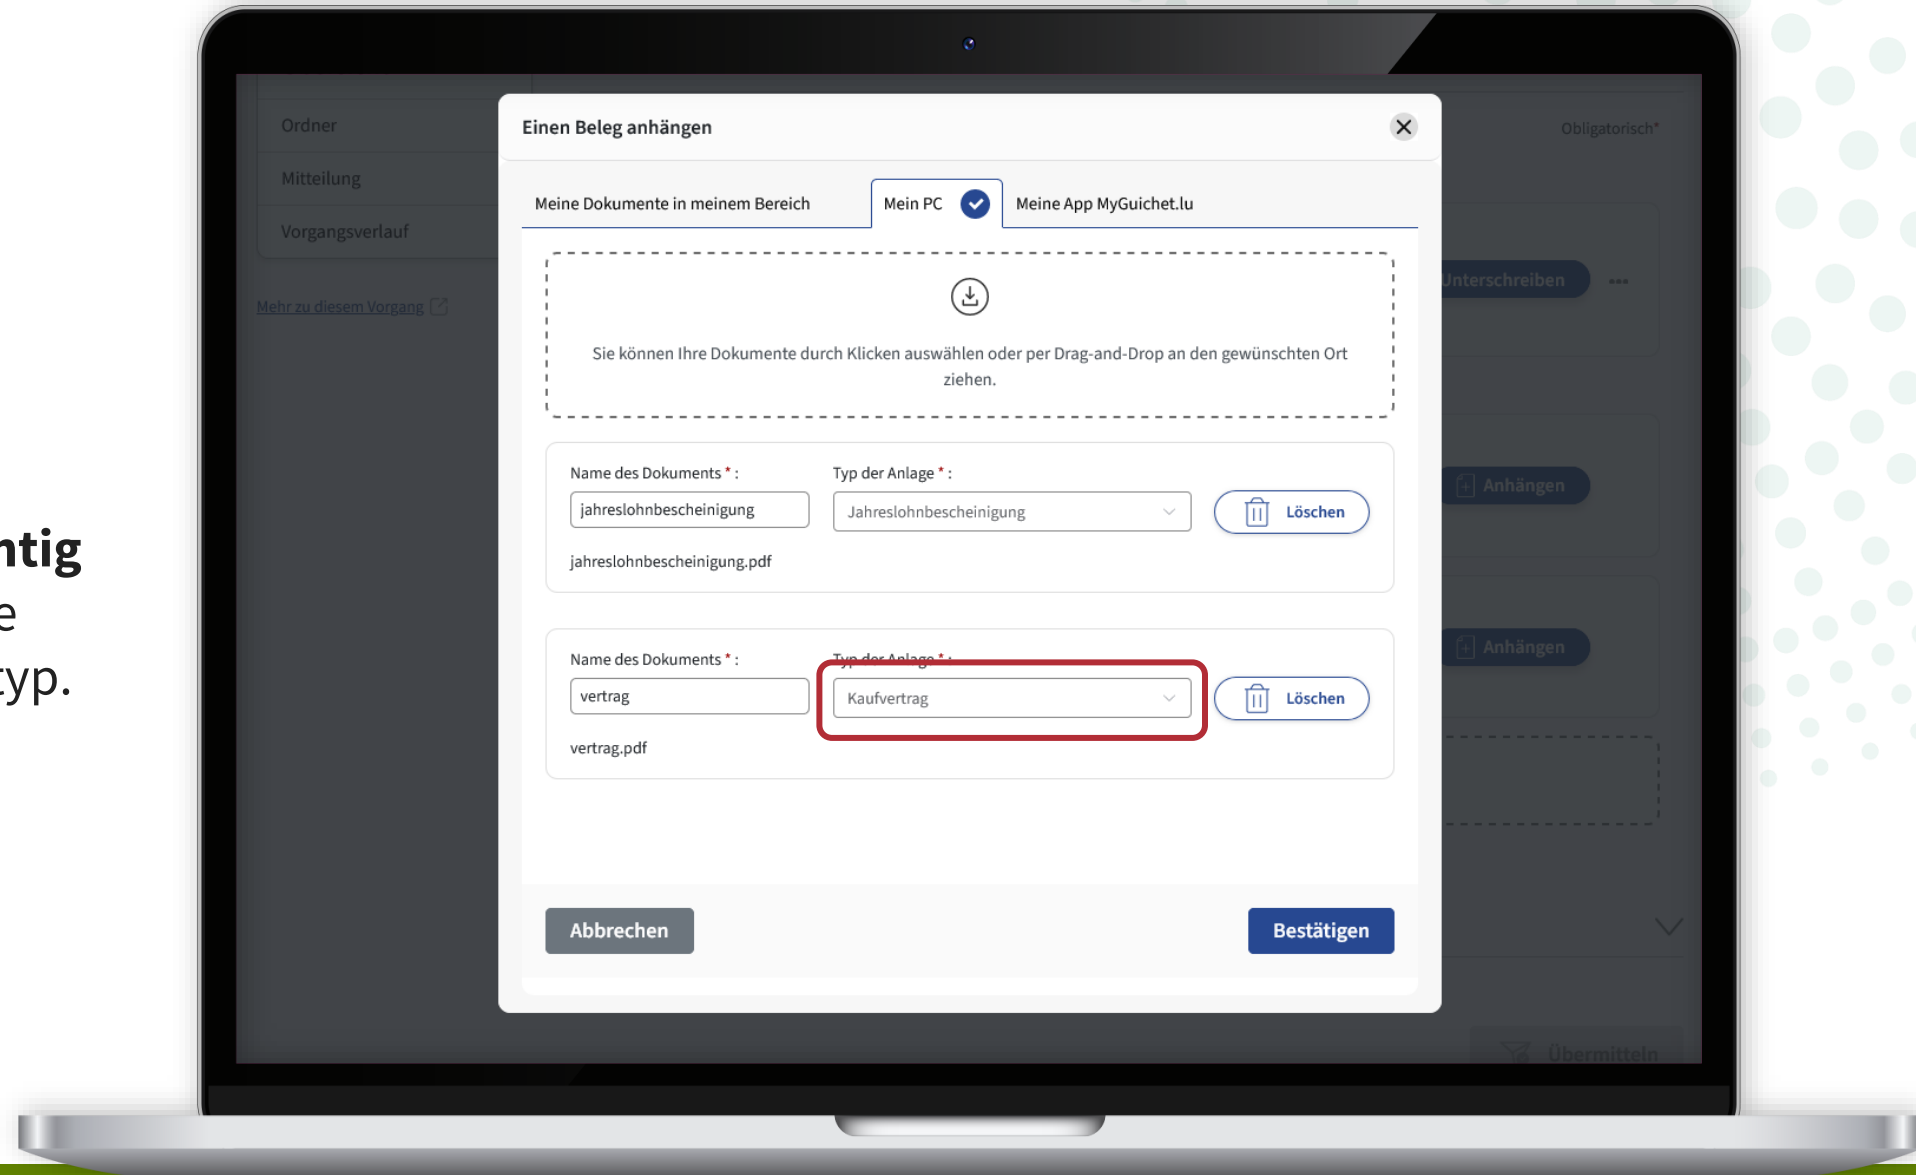 htig
e
typ.
Ordner
Mitteilung
Vorgangsverlauf
Mehr zu diesem Vorgang
Obligatorisch*
Unterschreiben
Anhängen
Anhängen
Übermitteln
Einen Beleg anhängen
Meine Dokumente in meinem Bereich
Mein PC
Meine App MyGuichet.lu
Sie können Ihre Dokumente durch Klicken auswählen oder per Drag-and-Drop an den gewünschten Ort
ziehen.
Name des Dokuments * :
Typ der Anlage * :
jahreslohnbescheinigung
Jahreslohnbescheinigung
Löschen
jahreslohnbescheinigung.pdf
Name des Dokuments * :
Typ der Anlage * :
vertrag
Kaufvertrag
Löschen
vertrag.pdf
Abbrechen
Bestätigen